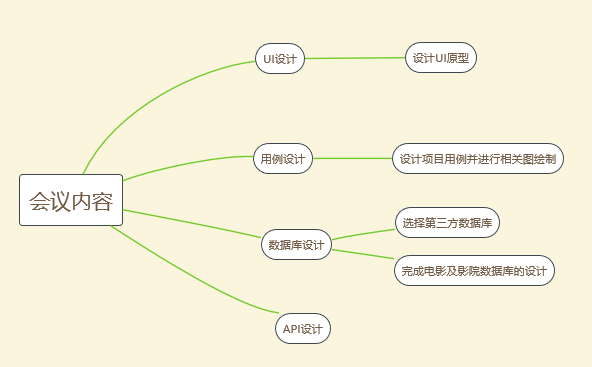 会议内容
UI设计
设计UI原型
用例设计
设计项目用例并进行相关图绘制
数据库设计
选择第三方数据库
完成电影及影院数据库的设计
API设计